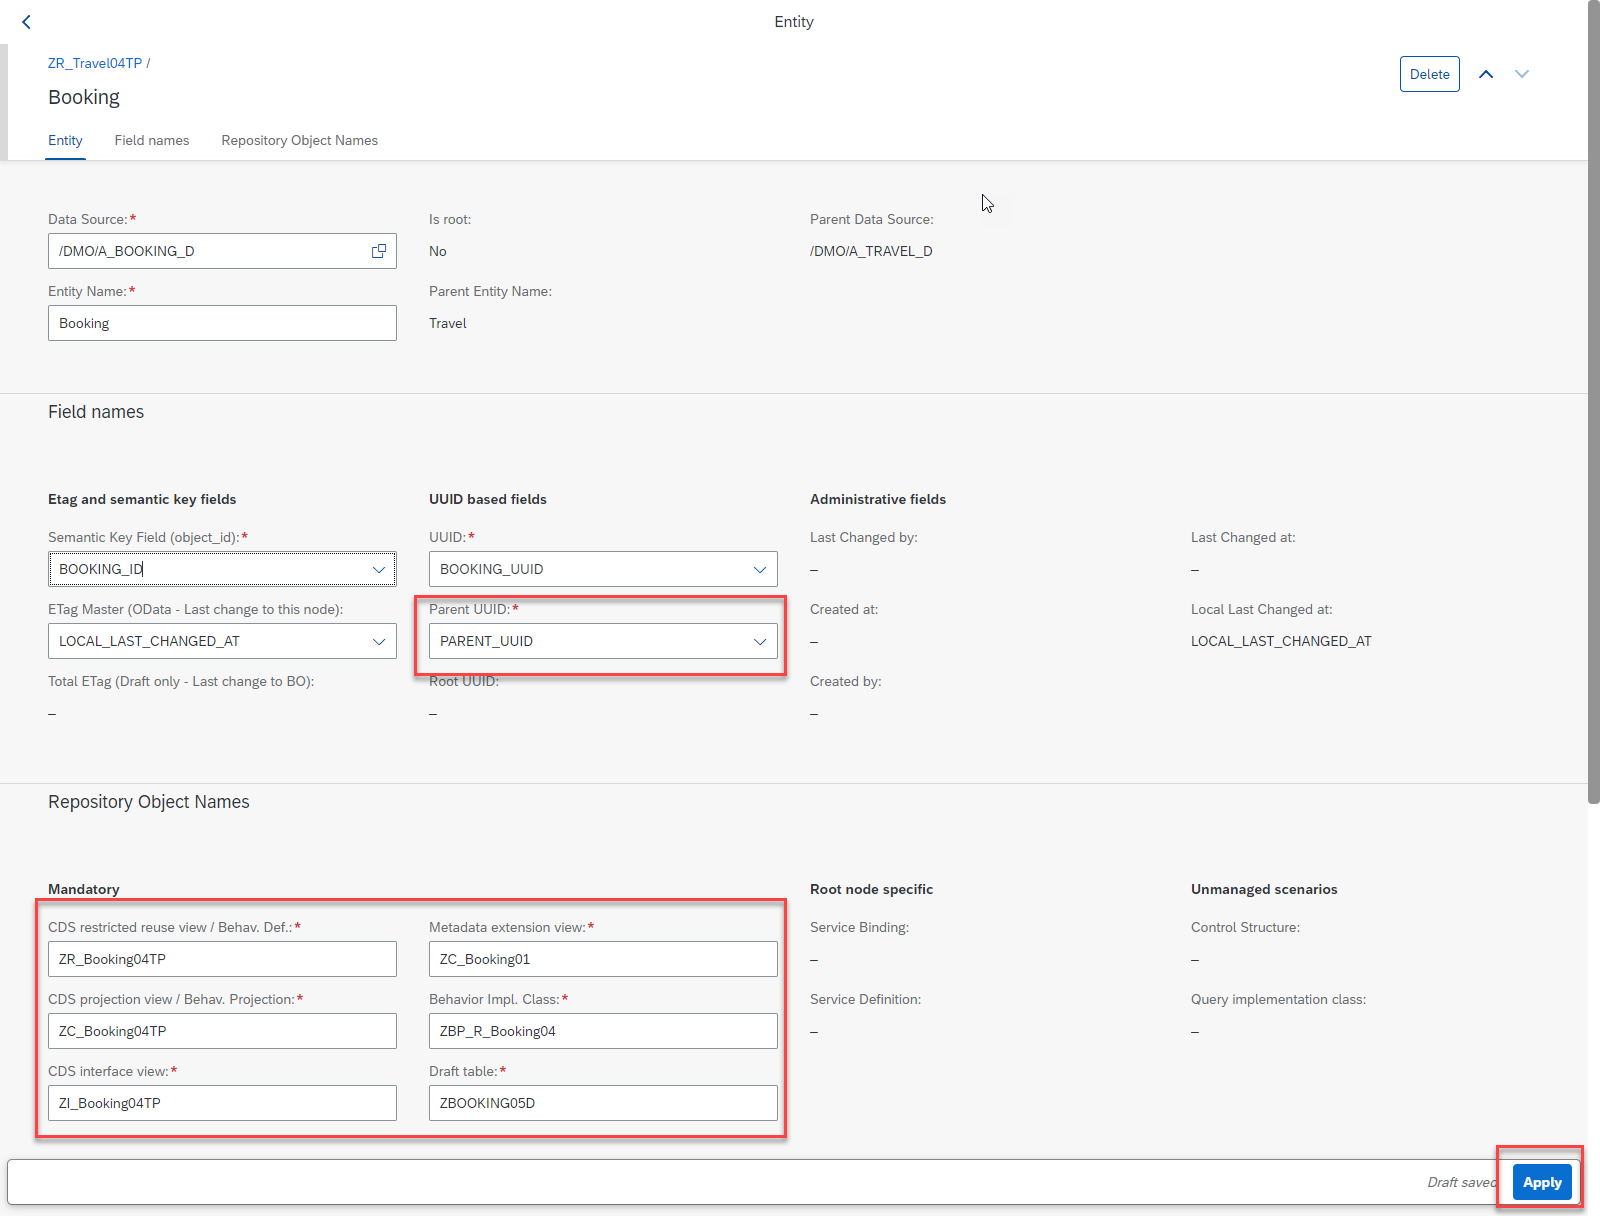 Entity
ZR_Travel04TP /
Delete
Booking
Entity Field names Repository Object Names
Data Source:* Is root: Parent Data Source:
/DMO/A_BOOKING_D No /DMO/A_TRAVEL_D
Entity Name:* Parent Entity Name:
Booking Travel
Field names
Etag and semantic key fields UUID based fields Administrative fields
Semantic Key Field (object_id):* UUID:* Last Changed by: Last Changed at:
BOOKING_ID BOOKING_UUID – –
ETag Master (OData - Last change to this node): Parent UUID:* Created at: Local Last Changed at:
LOCAL_LAST_CHANGED_AT PARENT_UUID – LOCAL_LAST_CHANGED_AT
Total ETag (Draft only - Last change to BO): Root UUID: Created by:
– – –
Repository Object Names
Mandatory Root node specific Unmanaged scenarios
CDS restricted reuse view / Behav. Def.:* Metadata extension view:* Service Binding: Control Structure:
ZR_Booking04TP ZC_Booking01 – –
CDS projection view / Behav. Projection:* Behavior Impl. Class:* Service Definition: Query implementation class:
ZC_Booking04TP ZBP_R_Booking04 – –
CDS interface view:* Draft table:*
ZI_Booking04TP ZBOOKING05D
Draft saved Apply